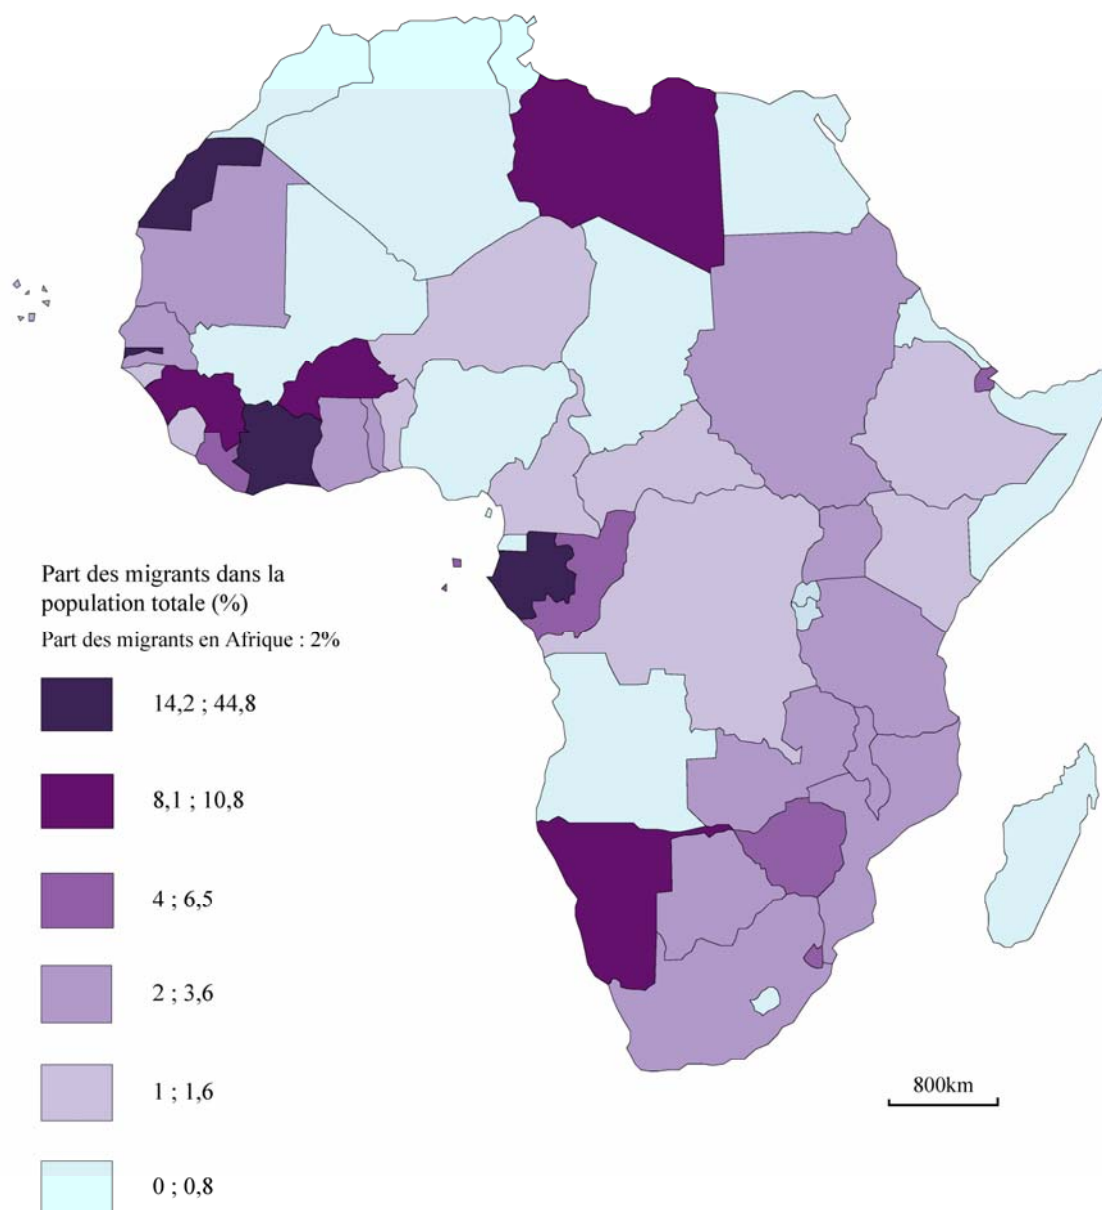 Part des migrants dans la
population totale (%)
Part des migrants en Afrique : 2%
14,2 ; 44,8
8,1 ; 10,8
4 ; 6,5
2 ; 3,6
1 ; 1,6
0 ; 0,8
800km